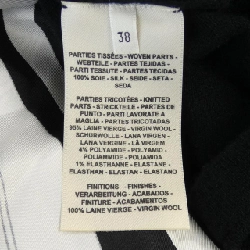 38
PARTIES TISSÉES - WOVEN PARTS -
WEBTEILE - PARTES TEJIDAS -
PARTI TESSUTE - PARTES TECIDAS
100% SOIE - SILK - SEIDE - SETA -
SEDA
PARTIES TRICOTÉES - KNITTED
PARTS - STRICKTEILE - PARTES DE
PUNTO - PARTI LAVORATO A
MAGLIA - PARTES TRICOTADAS
95% LAINE VIERGE - VIRGIN WOOL -
SCHURWOLLE - LANA VIRGEN -
LANA VERGINE - LÃ VIRGEM
4% POLYAMIDE - POLYAMID -
POLIAMIDA - POLIAMMIDE -
POLIAMIDA
1% ELASTHANNE - ELASTANE -
ELASTHAN - ELASTAN - ELASTANO
FINITIONS - FINISHES -
VERARBEITUNG - ACABADOS -
FINITURE - ACABAMENTOS
100% LAINE VIERGE - VIRGIN WOOL -